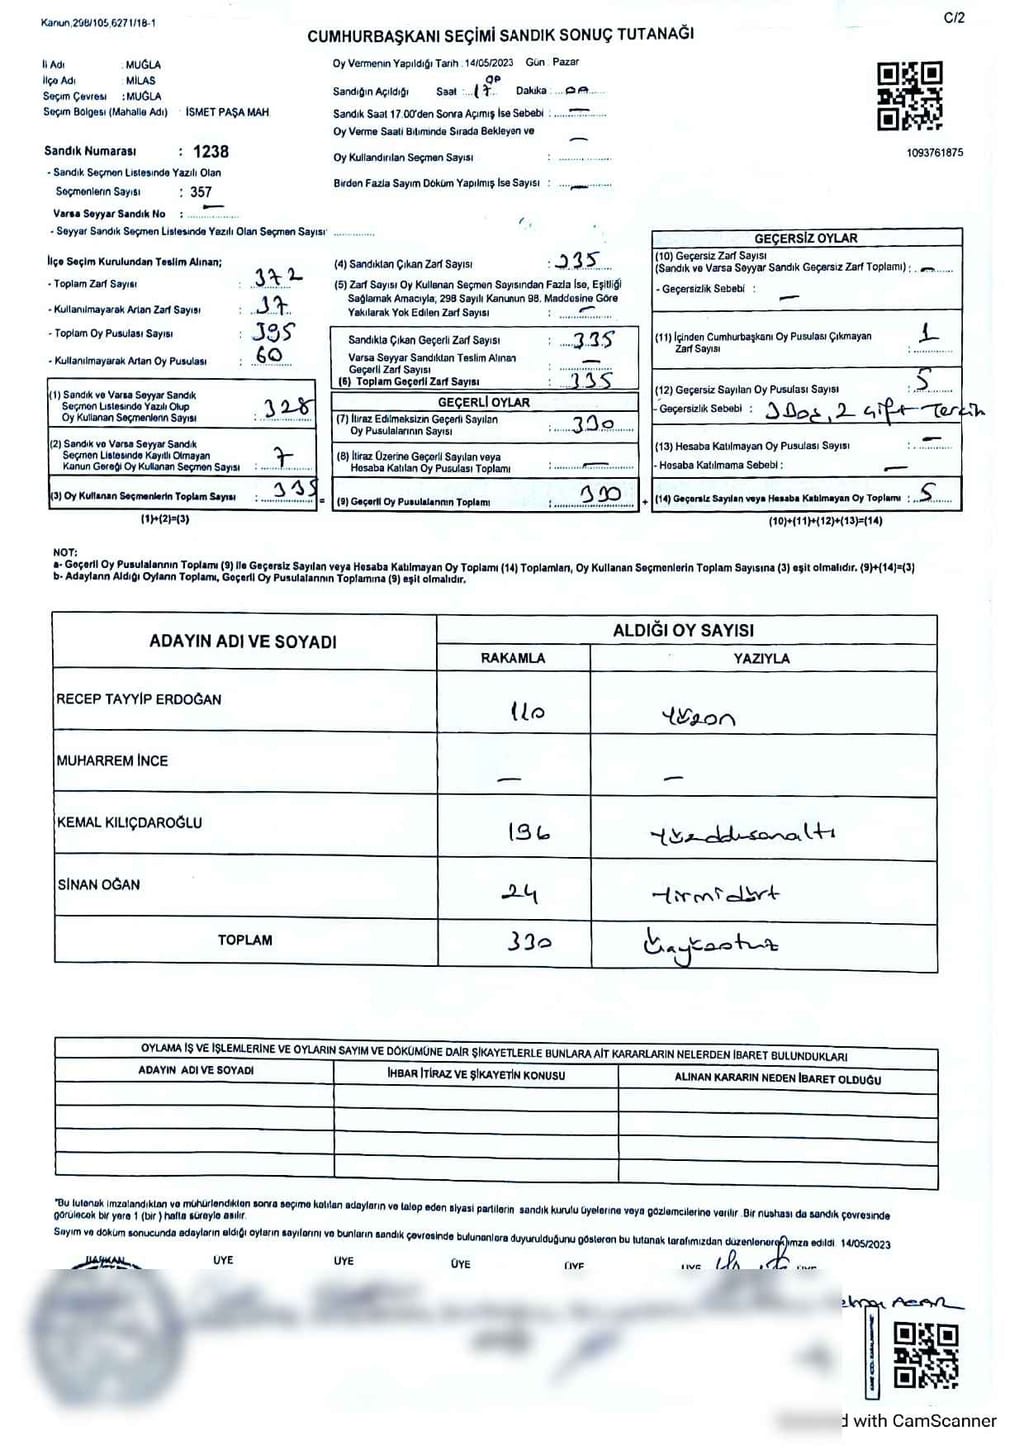 Kanun,298/105,6271/18-1
C/2
CUMHURBAŞKANI SEÇİMİ SANDIK SONUÇ TUTANAĞI
İli Adı : MUĞLA
İlçe Adı : MİLAS
Seçim Çevresi : MUĞLA
Seçim Bölgesi (Mahalle Adı) : İSMET PAŞA MAH
Sandık Numarası : 1238
- Sandık Seçmen Listesinde Yazılı Olan
Seçmenlerin Sayısı : 357
Varsa Seyyar Sandık No : —
- Seyyar Sandık Seçmen Listesinde Yazılı Olan Seçmen Sayısı
Oy Vermenin Yapıldığı Tarih : 14/05/2023 Gün : Pazar
Sandığın Açıldığı Saat : 17 Dakika :
Sandık Saat 17.00'den Sonra Açımış İse Sebebi : —
Oy Verme Saati Bitiminde Sırada Bekleyen ve —
Oy Kullandırılan Seçmen Sayısı :
Birden Fazla Sayım Döküm Yapılmış İse Sayısı : —
1093761875
İlçe Seçim Kurulundan Teslim Alınan;
- Toplam Zarf Sayısı : 372
- Kullanılmayarak Artan Zarf Sayısı : 37
- Toplam Oy Pusulası Sayısı : 395
- Kullanılmayarak Artan Oy Pusulası : 60
(1) Sandık ve Varsa Seyyar Sandık
Seçmen Listesinde Yazılı Olup
Oy Kullanan Seçmenlerin Sayısı : 328
(2) Sandık ve Varsa Seyyar Sandık
Seçmen Listesinde Kayıtlı Olmayan
Kanun Gereği Oy Kullanan Seçmen Sayısı : 7
(3) Oy Kullanan Seçmenlerin Toplam Sayısı : 335
(1)+(2)=(3)
(4) Sandıktan Çıkan Zarf Sayısı : 335
(5) Zarf Sayısı Oy Kullanan Seçmen Sayısından Fazla İse, Eşitliği
Sağlamak Amacıyla, 298 Sayılı Kanunun 98. Maddesine Göre
Yakılarak Yok Edilen Zarf Sayısı : —
Sandıkta Çıkan Geçerli Zarf Sayısı : 335
Varsa Seyyar Sandıktan Teslim Alınan
Geçerli Zarf Sayısı : —
(6) Toplam Geçerli Zarf Sayısı : 335
GEÇERLİ OYLAR
(7) İtiraz Edilmeksizin Geçerli Sayılan
Oy Pusulalarının Sayısı : 330
(8) İtiraz Üzerine Geçerli Sayılan veya
Hesaba Katılan Oy Pusulası Toplamı : —
(9) Geçerli Oy Pusulalarının Toplamı : 330
GEÇERSİZ OYLAR
(10) Geçersiz Zarf Sayısı
(Sandık ve Varsa Seyyar Sandık Geçersiz Zarf Toplamı) : —
- Geçersizlik Sebebi : —
(11) İçinden Cumhurbaşkanı Oy Pusulası Çıkmayan
Zarf Sayısı : 1
(12) Geçersiz Sayılan Oy Pusulası Sayısı : 5
- Geçersizlik Sebebi : 3 Boş, 2 Çift Tercih
(13) Hesaba Katılmayan Oy Pusulası Sayısı : —
- Hesaba Katılmama Sebebi : —
+ (14) Geçersiz Sayılan veya Hesaba Katılmayan Oy Toplamı : 5
(10)+(11)+(12)+(13)=(14)
NOT:
a- Geçerli Oy Pusulalarının Toplamı (9) ile Geçersiz Sayılan veya Hesaba Katılmayan Oy Toplamı (14) Toplamları, Oy Kullanan Seçmenlerin Toplam Sayısına (3) eşit olmalıdır. (9)+(14)=(3)
b- Adayların Aldığı Oyların Toplamı, Geçerli Oy Pusulalarının Toplamına (9) eşit olmalıdır.
ADAYIN ADI VE SOYADI ALDIĞI OY SAYISI
RAKAMLA YAZIYLA
RECEP TAYYİP ERDOĞAN 110 Yüzon
MUHARREM İNCE — —
KEMAL KILIÇDAROĞLU 196 Yüzddusanaltı
SİNAN OĞAN 24 Yirmidört
TOPLAM 330 Üçyüzotuz
OYLAMA İŞ VE İŞLEMLERİNE VE OYLARIN SAYIM VE DÖKÜMÜNE DAİR ŞİKAYETLERLE BUNLARA AİT KARARLARIN NELERDEN İBARET BULUNDUKLARI
ADAYIN ADI VE SOYADI İHBAR İTİRAZ VE ŞİKAYETİN KONUSU ALINAN KARARIN NEDEN İBARET OLDUĞU
"Bu tutanak imzalandıktan ve mühürlendikten sonra seçime katılan adayların ve talep eden siyasi partilerin sandık kurulu üyelerine veya gözlemcilerine verilir. Bir nüshası da sandık çevresinde
görülecek bir yere 1 (bir) hafta süreyle asılır.
Sayım ve döküm sonucunda adayların aldığı oyların sayılarını ve bunların sandık çevresinde bulunanlara duyurulduğunu gösteren bu tutanak tarafımızdan düzenlenerek imza edildi. 14/05/2023
BAŞKAN ÜYE ÜYE ÜYE ÜYE ÜYE ÜYE
with CamScanner